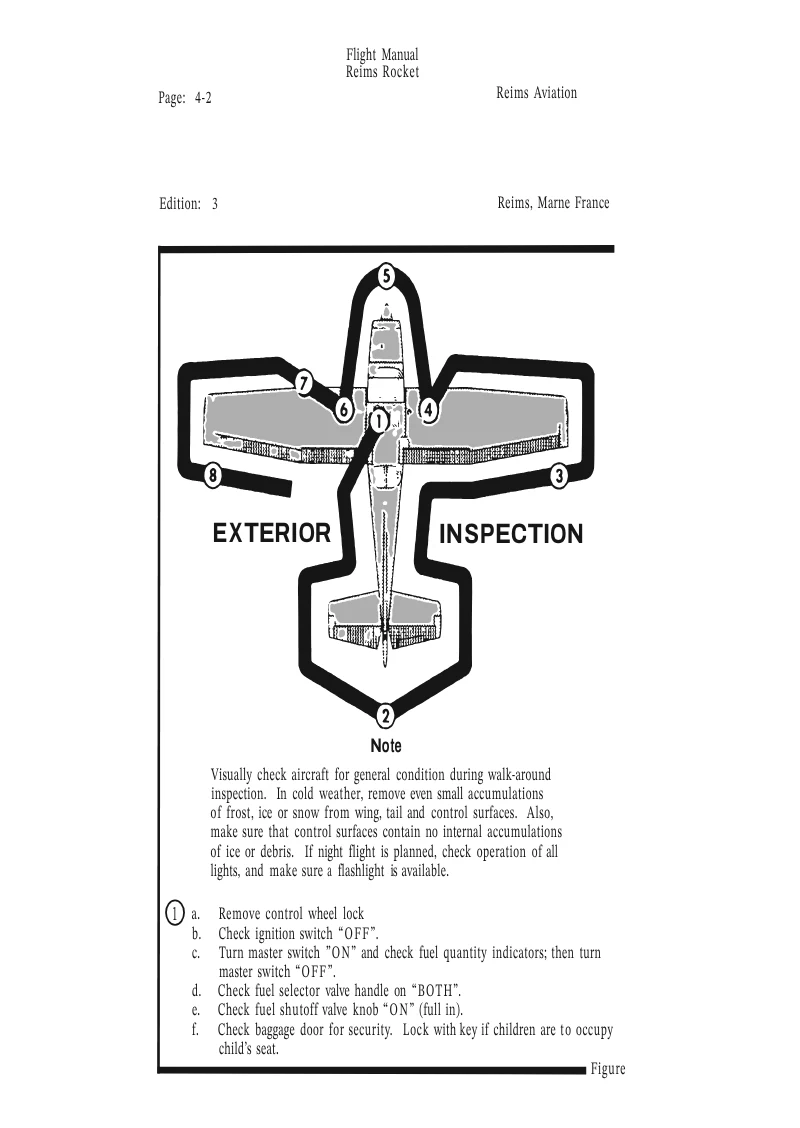 Flight Manual
Reims Rocket
Page: 4-2
Reims Aviation
Edition: 3
Reims, Marne France
5
7
6
1
4
8
3
EXTERIOR INSPECTION
2
Note
Visually check aircraft for general condition during walk-around
inspection. In cold weather, remove even small accumulations
of frost, ice or snow from wing, tail and control surfaces. Also,
make sure that control surfaces contain no internal accumulations
of ice or debris. If night flight is planned, check operation of all
lights, and make sure a flashlight is available.
1 a. Remove control wheel lock
b. Check ignition switch “OFF”.
c. Turn master switch ”ON” and check fuel quantity indicators; then turn
master switch “OFF”.
d. Check fuel selector valve handle on “BOTH”.
e. Check fuel shutoff valve knob “ON” (full in).
f. Check baggage door for security. Lock with key if children are to occupy
child’s seat.
Figure